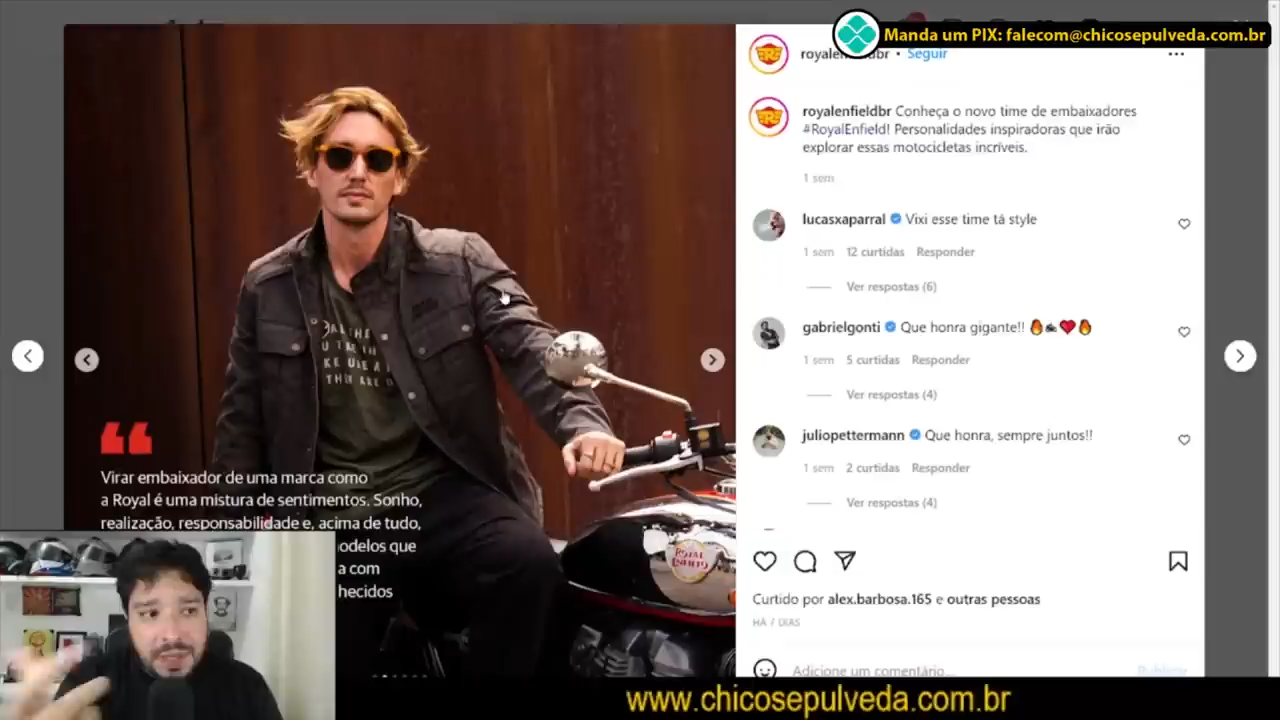 Manda um PIX: falecom@chicosepulveda.com.br
Seguir
royalenfieldbr Conheça o novo time de embaixadores
#RoyalEnfield! Personalidades inspiradoras que irão
explorar essas motocicletas incríveis.
1 sem
lucasxaparral Vixi esse time tá style
1 sem 12 curtidas Responder
Ver respostas (6)
gabrielgonti Que honra gigante!!
1 sem 5 curtidas Responder
Ver respostas (4)
juliopettermann Que honra, sempre juntos!!
1 sem 2 curtidas Responder
Ver respostas (4)
Curtido por alex.barbosa.165 e outras pessoas
HÁ 7 DIAS
Adicione um comentário...
Publicar
Virar embaixador de uma marca como
a Royal é uma mistura de sentimentos. Sonho,
realização, responsabilidade e, acima de tudo,
que
a com
ROYAL
ENFIELD
www.chicosepulveda.com.br